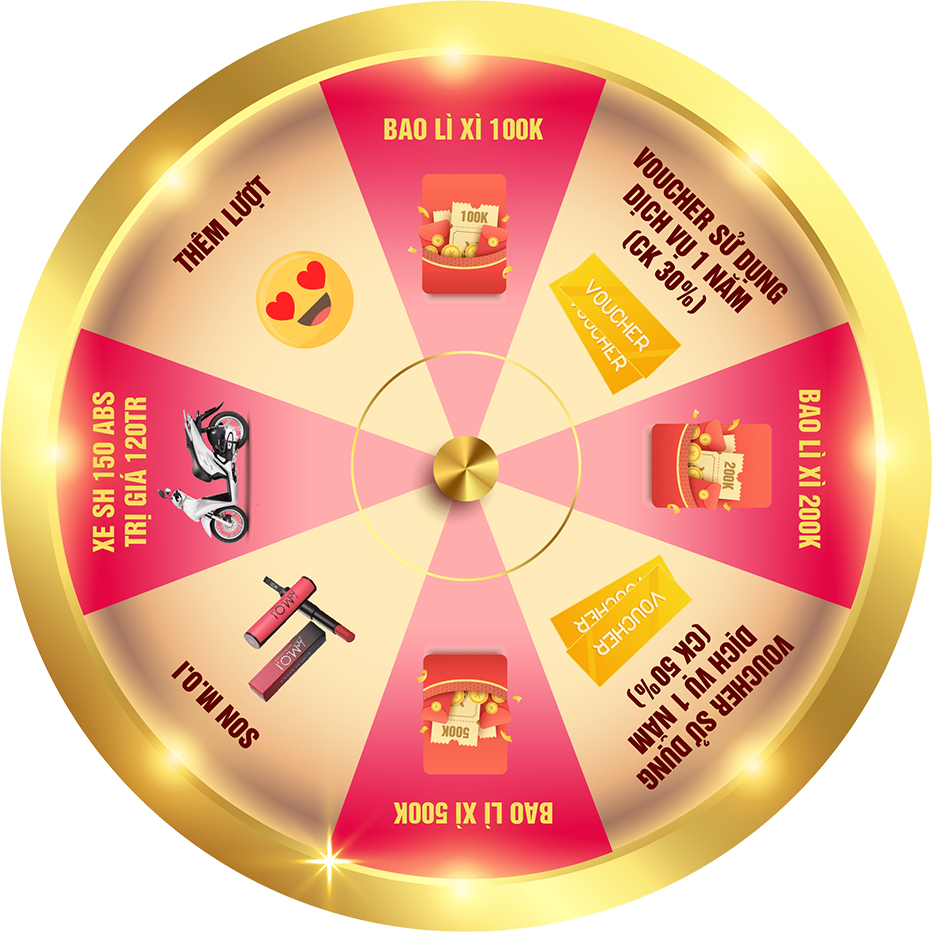 BAO LÌ XÌ 100K
100K
VOUCHER SỬ DỤNG
DỊCH VỤ 1 NĂM
(CK 30%)
VOUCHER
VOUCHER
BAO LÌ XÌ 200K
200K
VOUCHER SỬ DỤNG
DỊCH VỤ 1 NĂM
(CK 50%)
VOUCHER
VOUCHER
BAO LÌ XÌ 500K
500K
SON M.O.I
M.O.I
M.O.I
XE SH 150 ABS
TRỊ GIÁ 120TR
THÊM LƯỢT